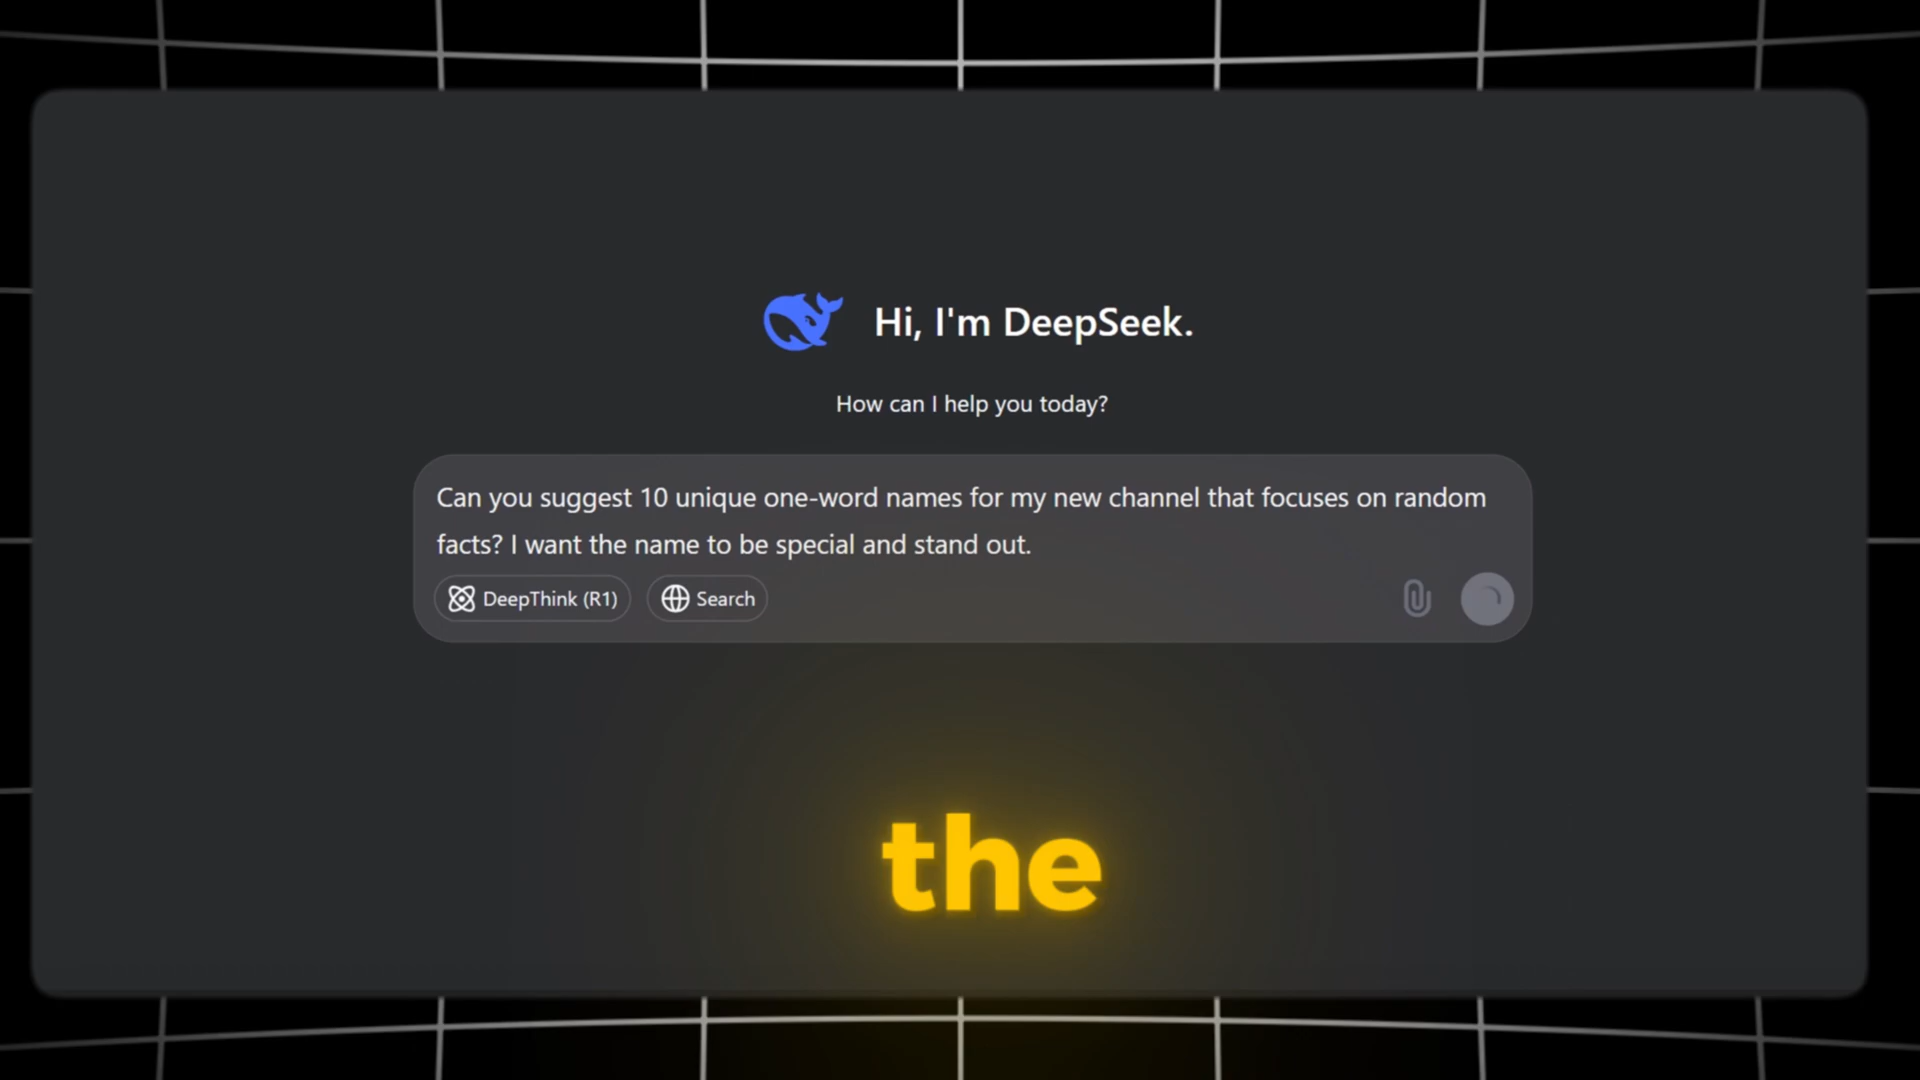 Hi, I'm DeepSeek.
How can I help you today?
Can you suggest 10 unique one-word names for my new channel that focuses on random
facts? I want the name to be special and stand out.
DeepThink (R1)
Search
the